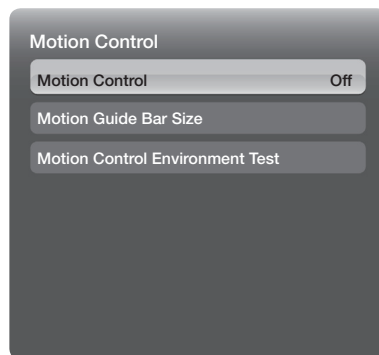 Motion Control
Motion Control Off
Motion Guide Bar Size
Motion Control Environment Test